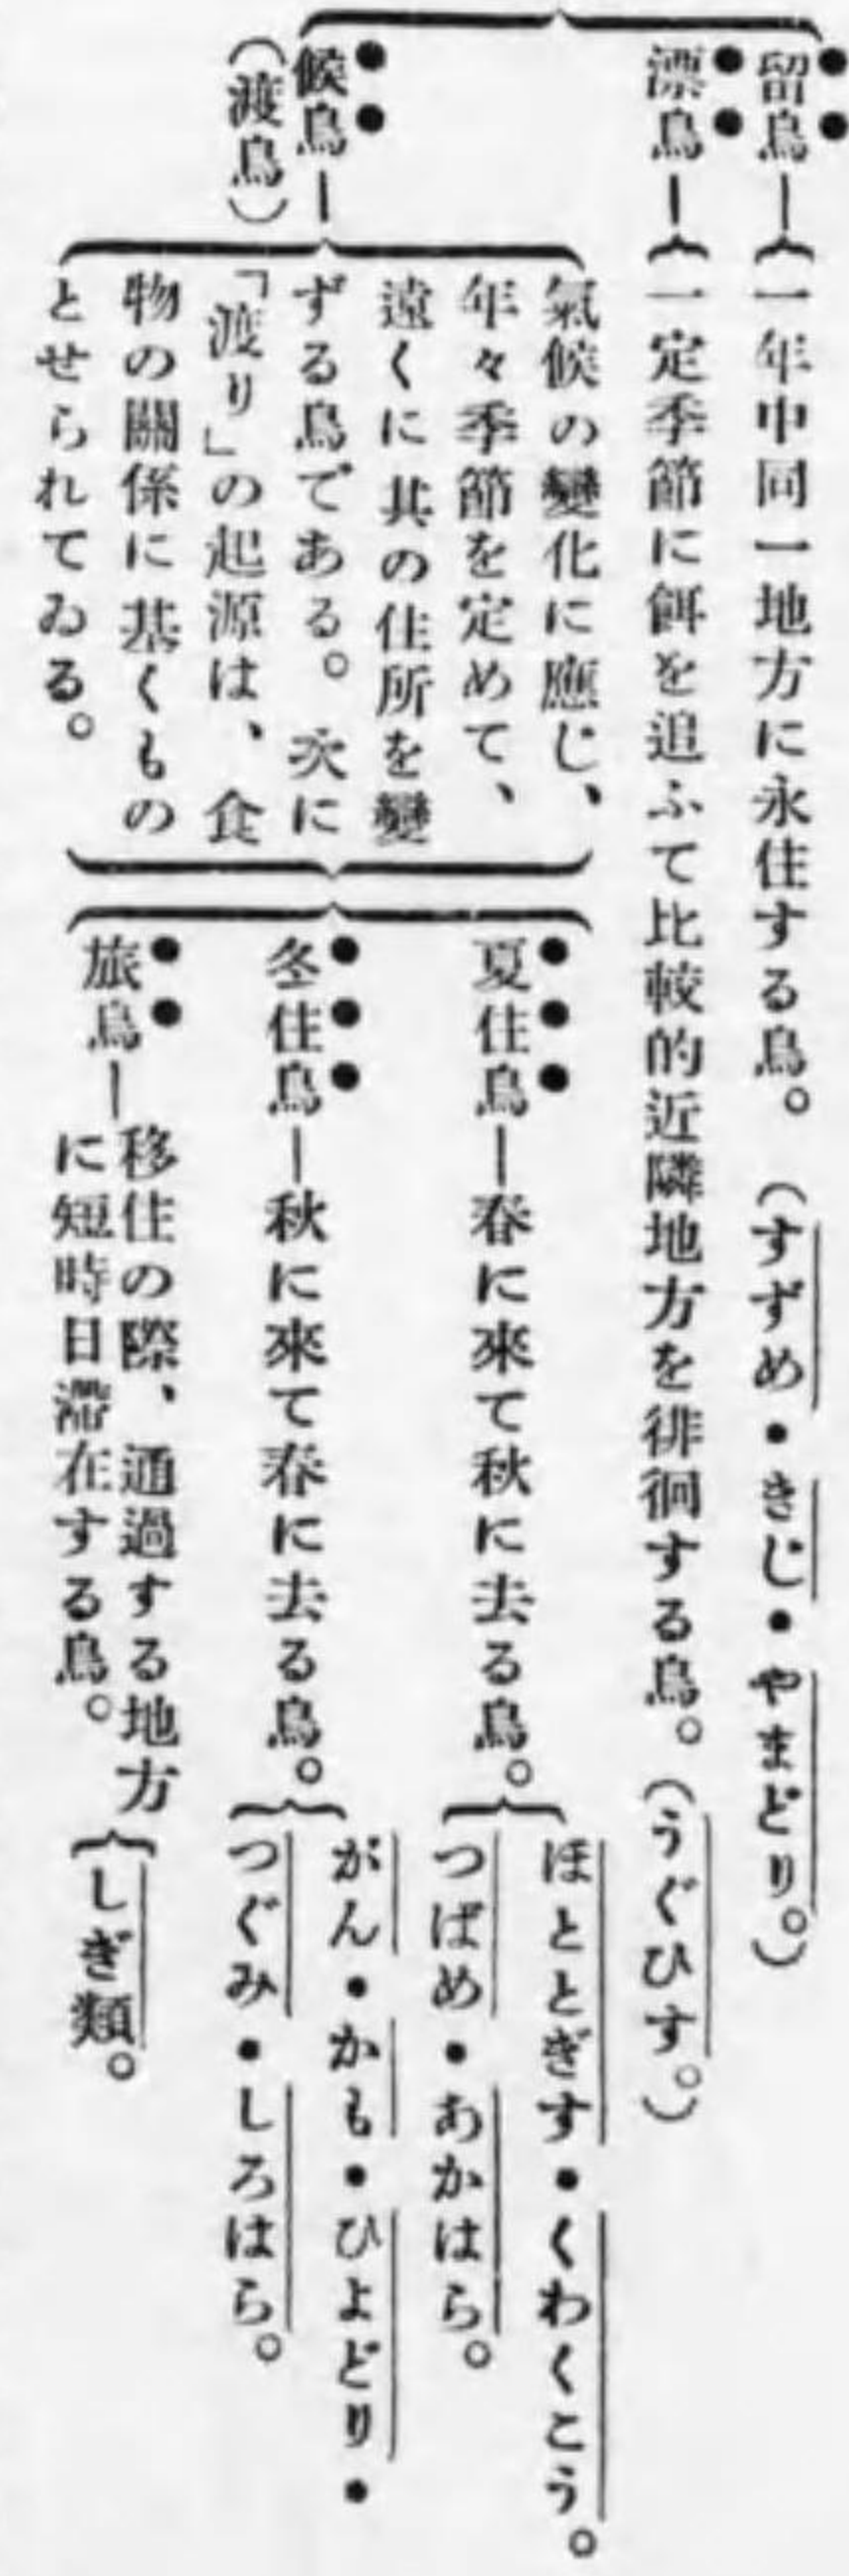 留鳥―一年中同一地方に永住する鳥。(すずめ・きじ・やまどり。)
漂鳥―一定季節に餌を追ふて比較的近隣地方を徘徊する鳥。(うぐひす。)
候鳥―
(渡鳥)
氣候の變化に應じ、
年々季節を定めて、
遠くに其の住所を變
ずる鳥である。次に
「渡り」の起源は、食
物の關係に基くもの
とせられてゐる。
夏住鳥―春に來て秋に去る鳥。
ほととぎす・くわくこう。
つばめ・あかはら。
冬住鳥―秋に來て春に去る鳥。
がん・かも・ひよどり・
つぐみ・しろはら。
旅鳥―
移住の際、通過する地方
に短時日滯在する鳥。
しぎ類。